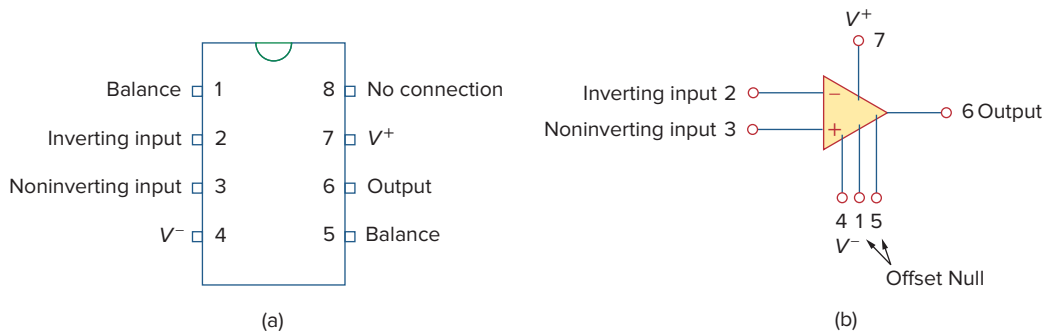 Balance 1 8 No connection
Inverting input 2 7 V+
Noninverting input 3 6 Output
V− 4 5 Balance
(a)
V+
7
Inverting input 2 −
Noninverting input 3 +
6 Output
4 1 5
V−
Offset Null
(b)